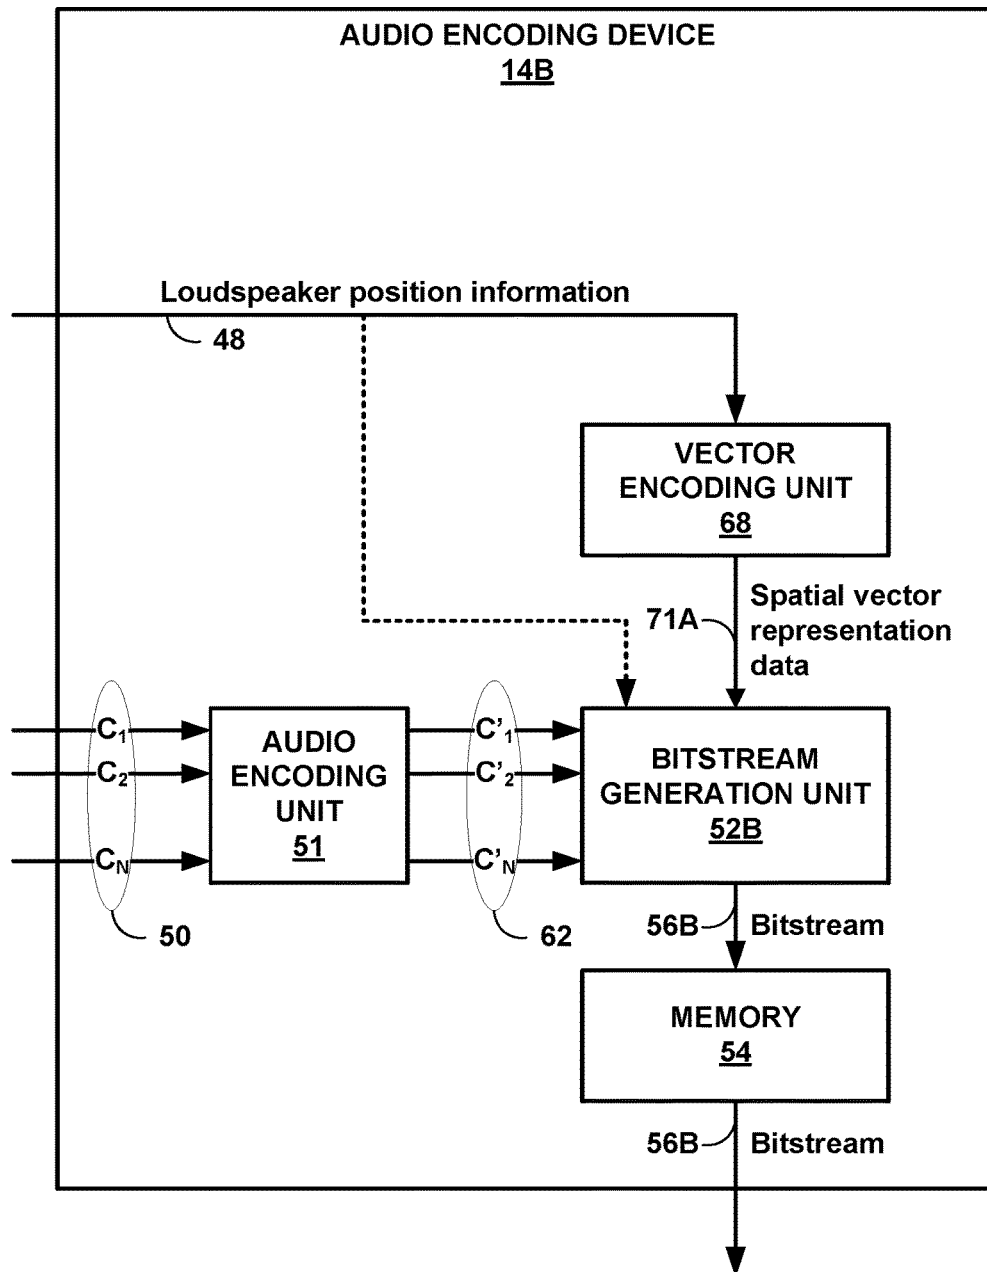 AUDIO ENCODING DEVICE
14B
Loudspeaker position information
48
VECTOR
ENCODING UNIT
68
71A
Spatial vector
representation
data
C1
C2
CN
50
AUDIO
ENCODING
UNIT
51
C'1
C'2
C'N
62
BITSTREAM
GENERATION UNIT
52B
56B
Bitstream
MEMORY
54
56B
Bitstream